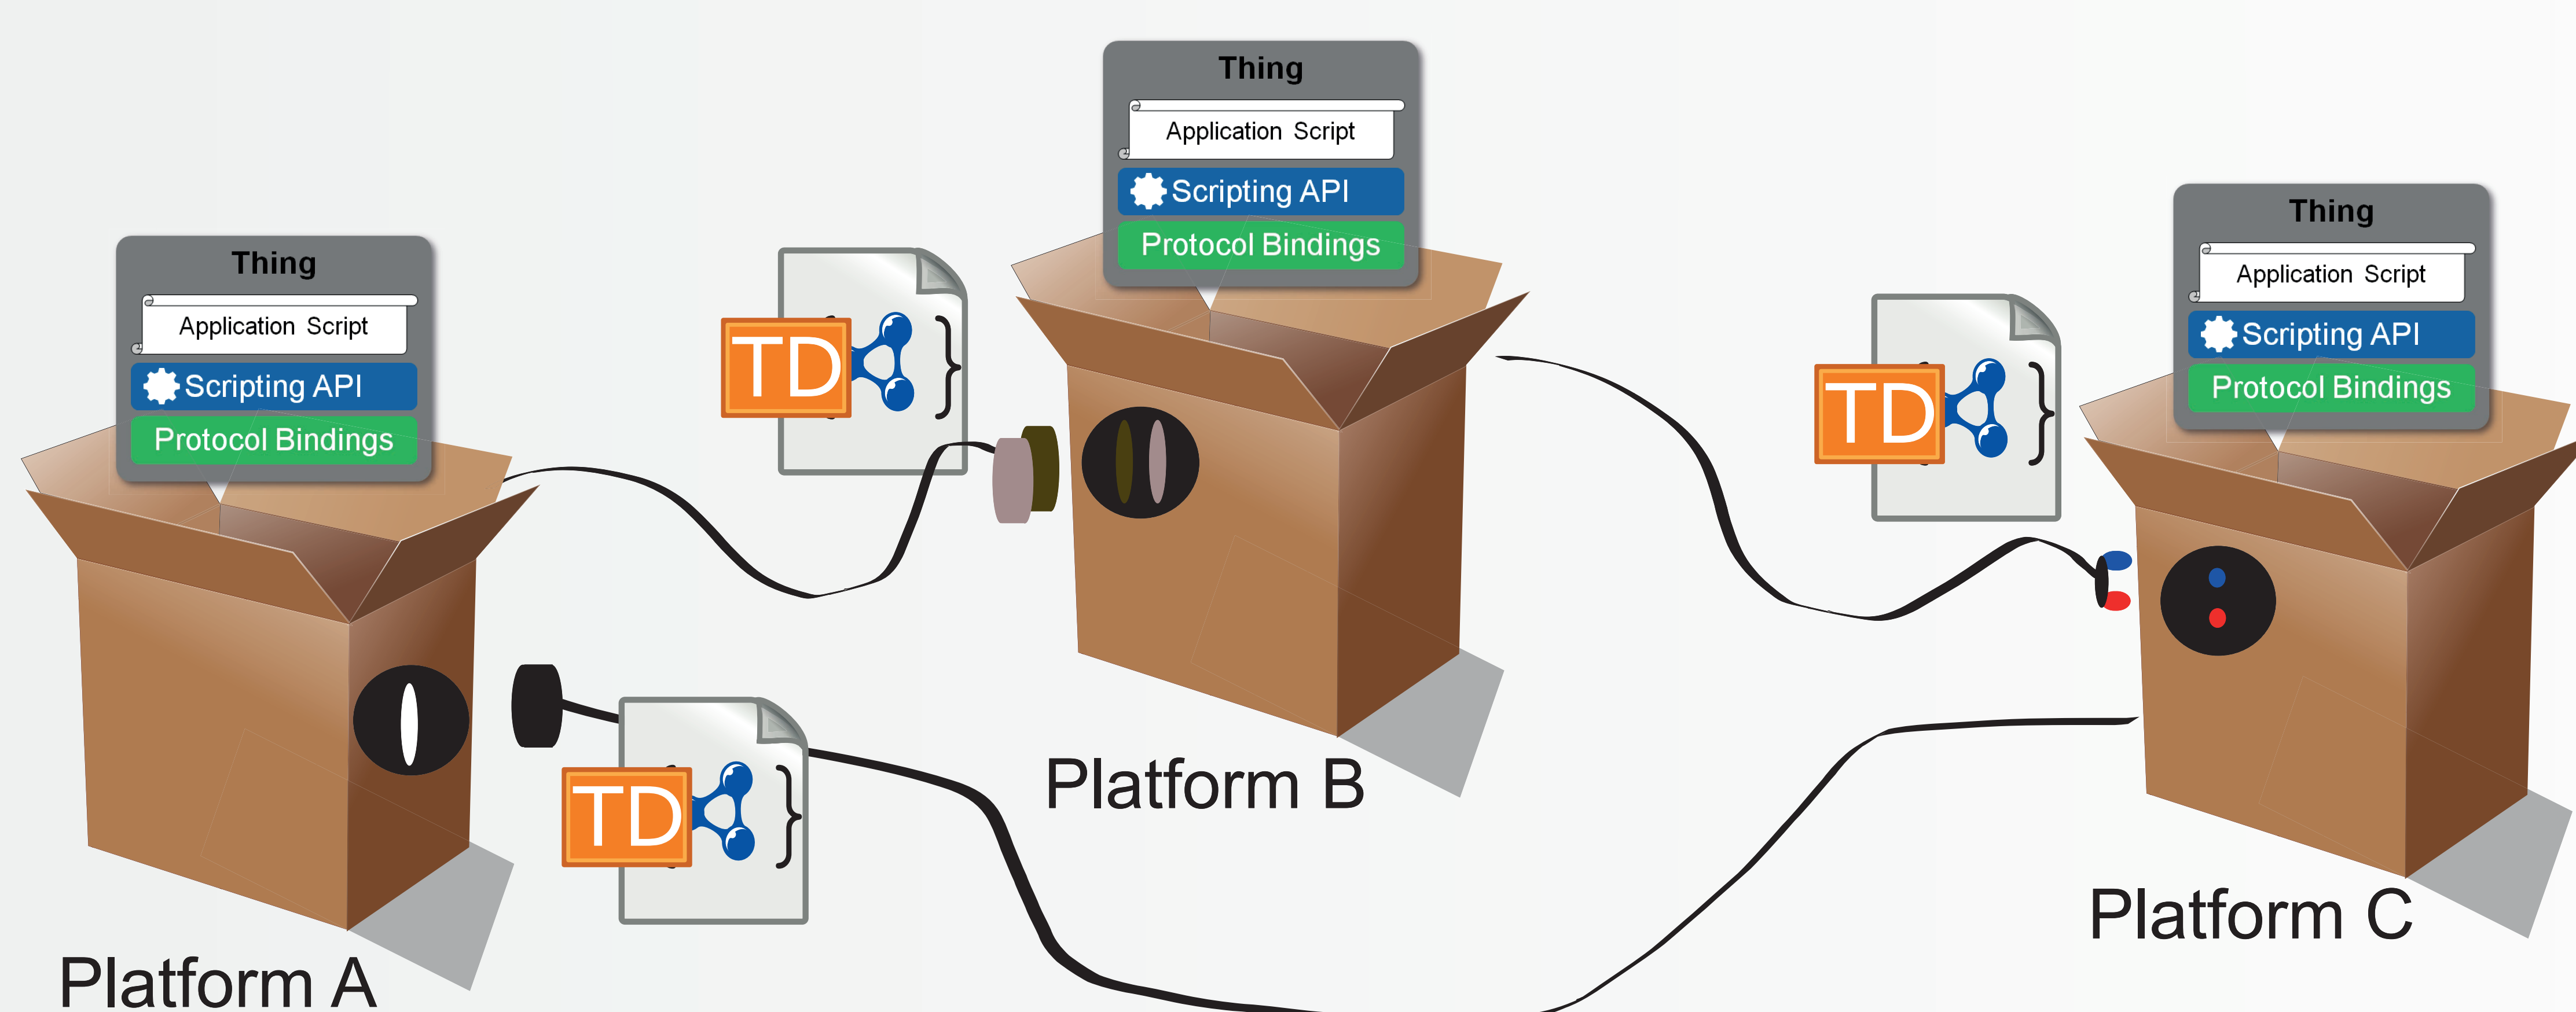 Thing
Application Script
Scripting API
Protocol Bindings
Platform A
TD }
Thing
Application Script
Scripting API
Protocol Bindings
Platform B
TD }
Thing
Application Script
Scripting API
Protocol Bindings
Platform C
TD }